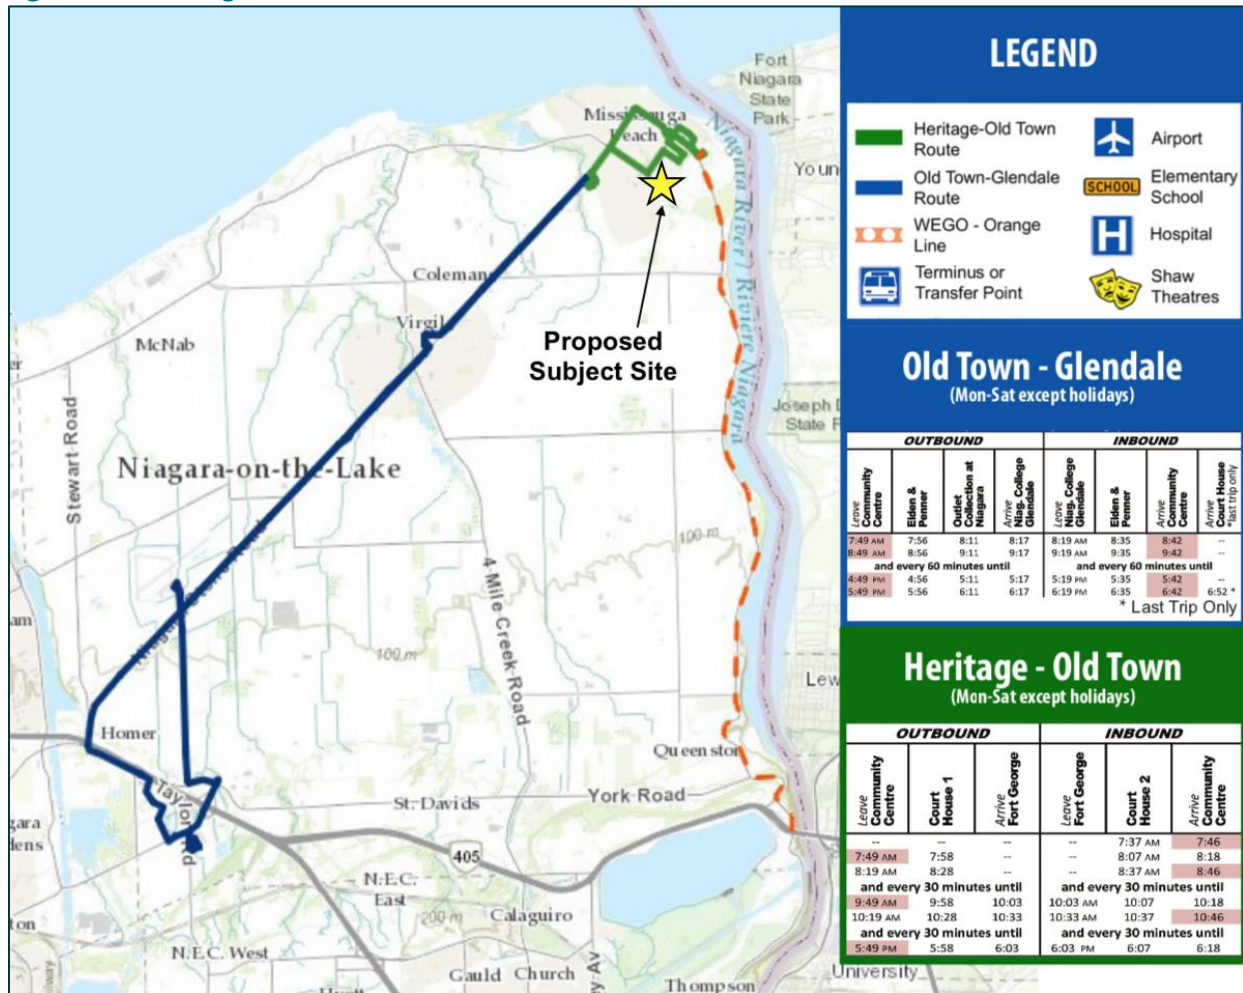 Fort
Niagara
State
Park
Mississauga
Beach
Niagara River / Riviere Niagara
Coleman
Virgil
McNab
Proposed
Subject Site
Joseph D
State P
Niagara-on-the-Lake
Stewart Road
Niagara Stone Road
4 Mile Creek Road
100 m
100 m
Lew
am
Homer
Queenston
Taylor Rd
St. Davids
York Road
405
gara
dens
N.E.C.
East
200 m
Calaguiro
ton
N.E.C. West
Gauld
Church
Thompson
University
LEGEND
Heritage-Old Town
Route
Old Town-Glendale
Route
WEGO - Orange
Line
Terminus or
Transfer Point
Airport
SCHOOL
Elementary
School
H
Hospital
Shaw
Theatres
Old Town - Glendale
(Mon-Sat except holidays)
OUTBOUND INBOUND
Leave Community Centre
Elden & Penner
Outlet Collection at Niagara
Arrive Niag. College Glendale
Leave Niag. College Glendale
Elden & Penner
Arrive Community Centre
Arrive Court House *last trip only
7:49 AM 7:56 8:11 8:17 8:19 AM 8:35 8:42 --
8:49 AM 8:56 9:11 9:17 9:19 AM 9:35 9:42 --
and every 60 minutes until and every 60 minutes until
4:49 PM 4:56 5:11 5:17 5:19 PM 5:35 5:42 --
5:49 PM 5:56 6:11 6:17 6:19 PM 6:35 6:42 6:52 *
* Last Trip Only
Heritage - Old Town
(Mon-Sat except holidays)
OUTBOUND INBOUND
Leave Community Centre
Court House 1
Arrive Fort George
Leave Fort George
Court House 2
Arrive Community Centre
-- -- -- -- 7:37 AM 7:46
7:49 AM 7:58 -- -- 8:07 AM 8:18
8:19 AM 8:28 -- -- 8:37 AM 8:46
and every 30 minutes until and every 30 minutes until
9:49 AM 9:58 10:03 10:03 AM 10:07 10:18
10:19 AM 10:28 10:33 10:33 AM 10:37 10:46
and every 30 minutes until and every 30 minutes until
5:49 PM 5:58 6:03 6:03 PM 6:07 6:18